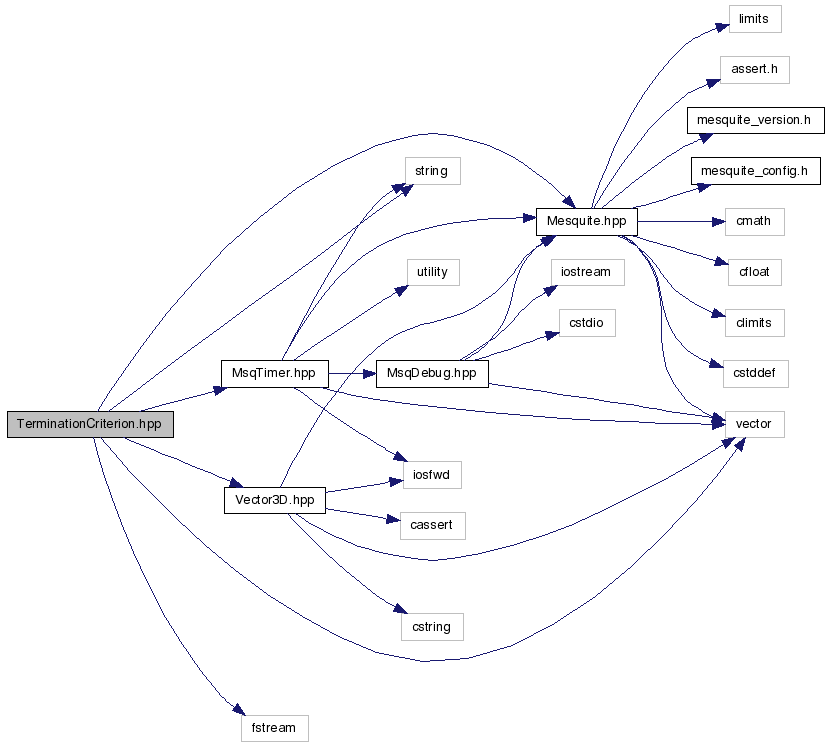 limits
assert.h
mesquite_version.h
string
mesquite_config.h
Mesquite.hpp
cmath
utility
iostream
cfloat
cstdio
climits
MsqTimer.hpp
MsqDebug.hpp
cstddef
TerminationCriterion.hpp
vector
iosfwd
Vector3D.hpp
cassert
cstring
fstream